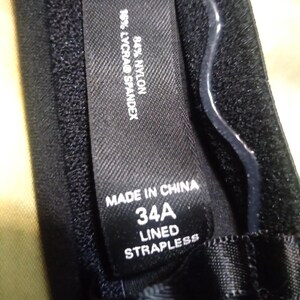 84% NYLON
16% LYCRA® SPANDEX
MADE IN CHINA
34A
LINED
STRAPLESS